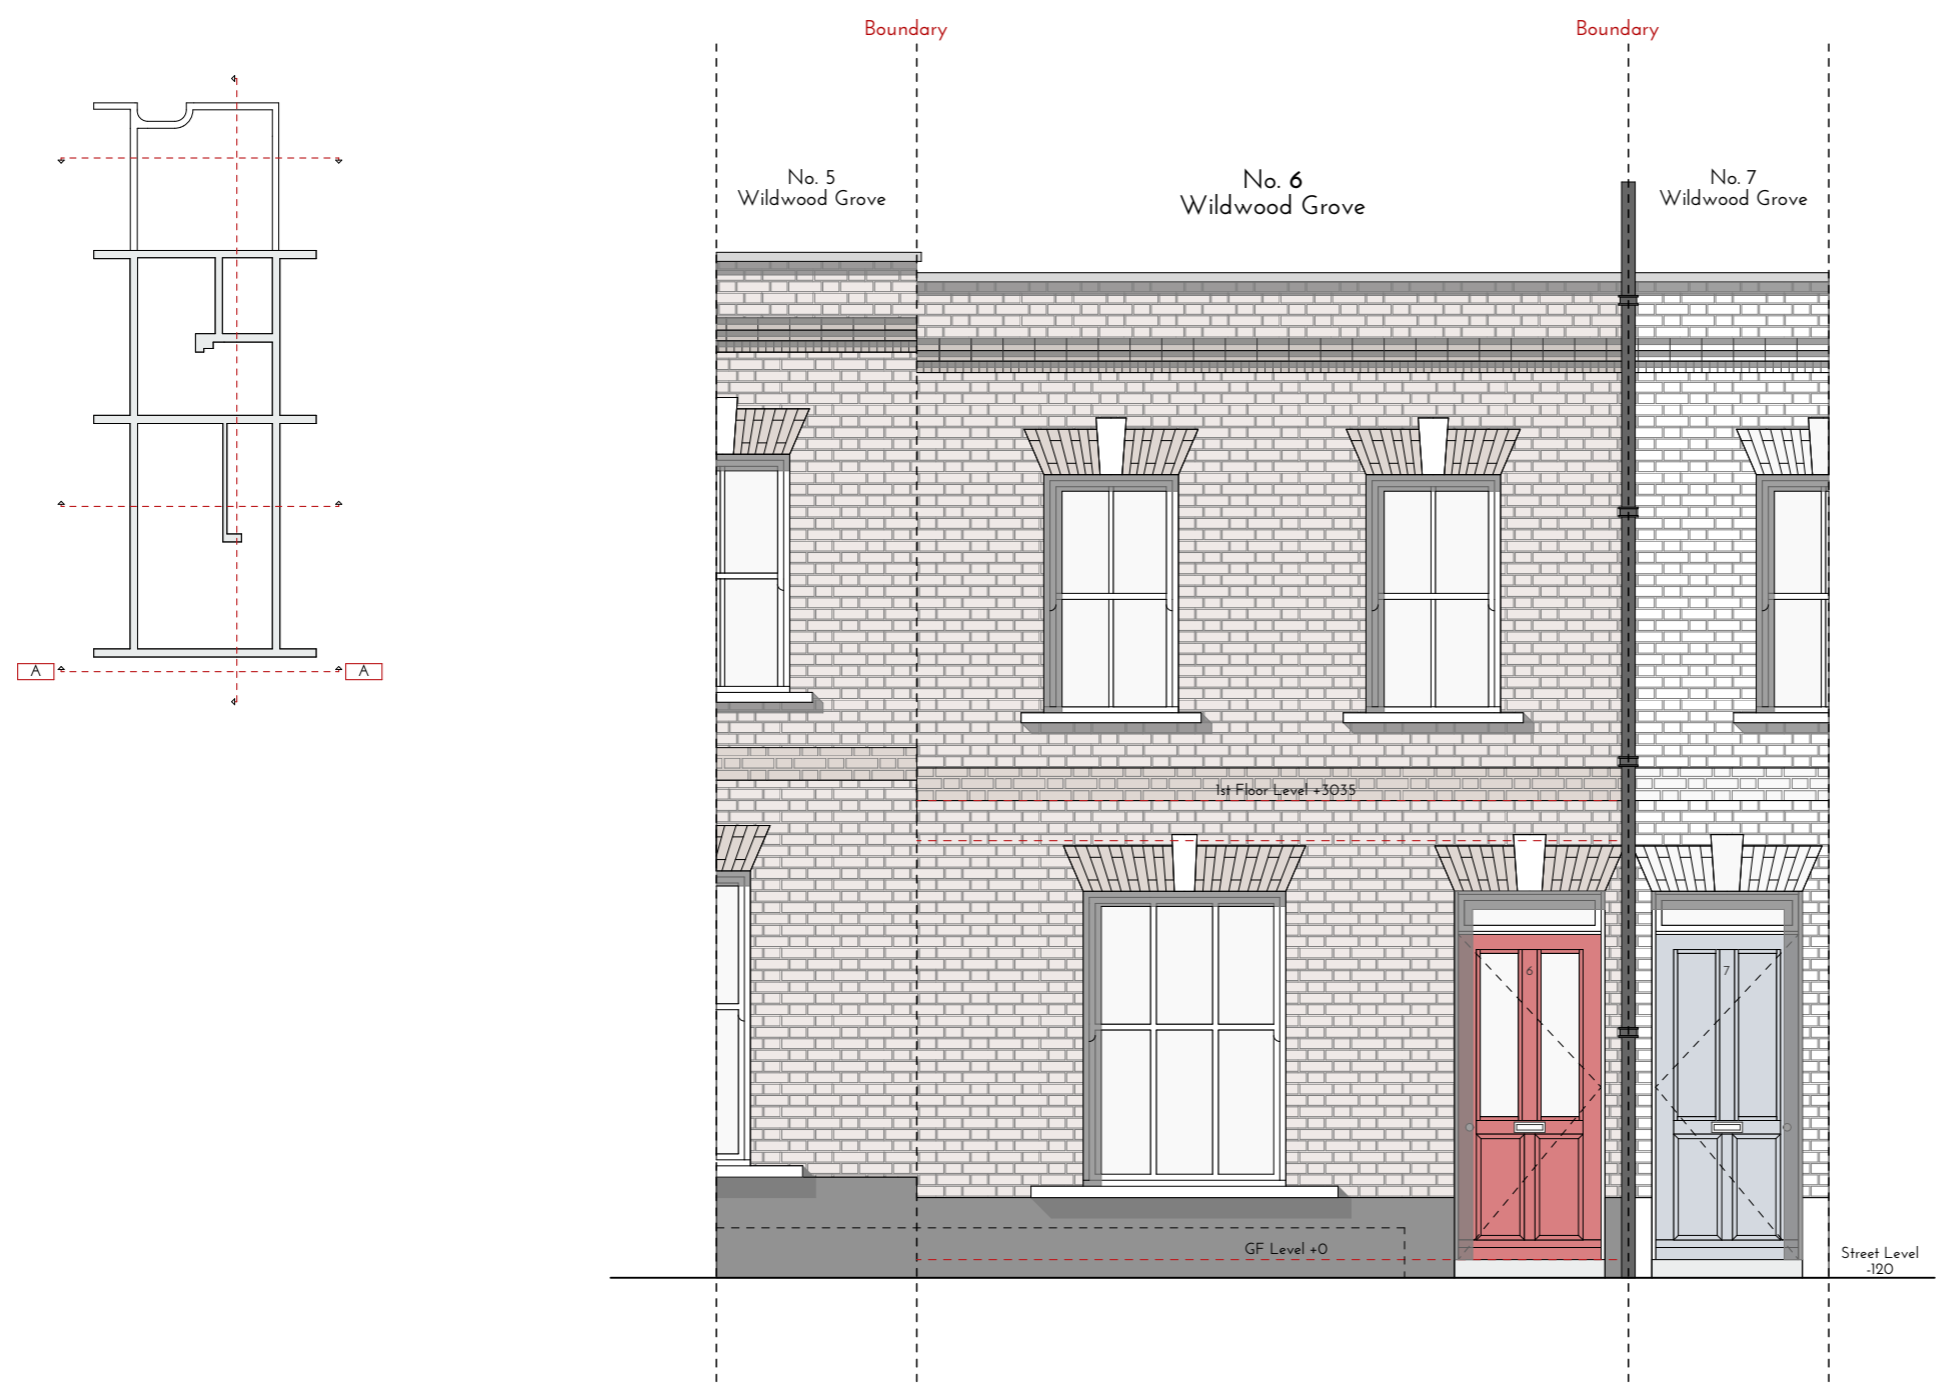 Boundary
Boundary
No. 5
Wildwood Grove
No. 6
Wildwood Grove
No. 7
Wildwood Grove
A
A
1st Floor Level +3035
6
7
GF Level +0
Street Level
-120